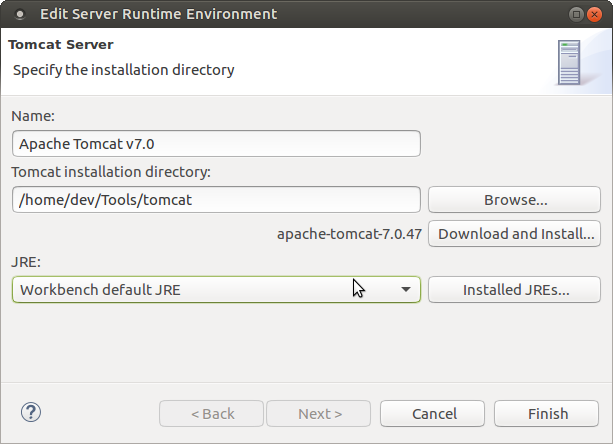 Edit Server Runtime Environment
Tomcat Server
Specify the installation directory
Name:
Apache Tomcat v7.0
Tomcat installation directory:
/home/dev/Tools/tomcat
Browse...
apache-tomcat-7.0.47
Download and Install...
JRE:
Workbench default JRE
Installed JREs...
?
< Back
Next >
Cancel
Finish